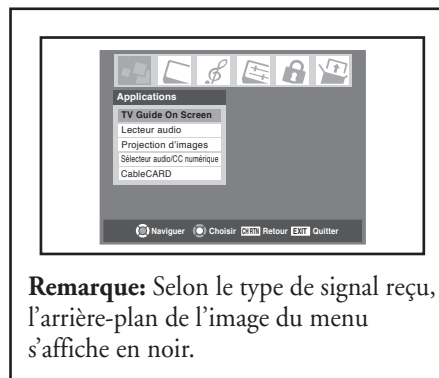 Applications
TV Guide On Screen
Lecteur audio
Projection d'images
Sélecteur audio/CC numérique
CableCARD
Naviguer Choisir CH RTN Retour EXIT Quitter
Remarque: Selon le type de signal reçu,
l'arrière-plan de l'image du menu
s'affiche en noir.